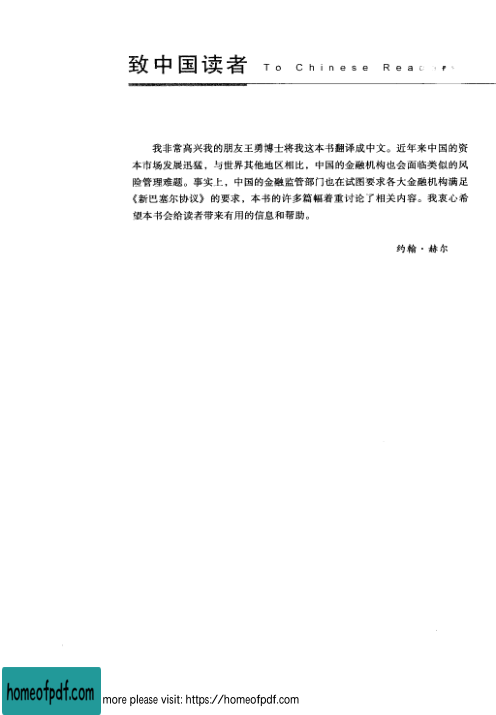 致中国读者 To Chinese
我非常高兴我的朋友王勇博士将我这本书翻译成中文。近年来中国的资
本市场发展迅猛，与世界其他地区相比，中国的金融机构也会面临类似的风
险管理难题。事实上，中国的金融监管部门也在试图要求各大金融机构满足
《新巴塞尔协议》的要求，本书的许多篇幅着重讨论了相关内容。我衷心希
望本书会给读者带来有用的信息和帮助。
约翰·赫尔
homeofpdf.com more please visit: https://homeofpdf.com